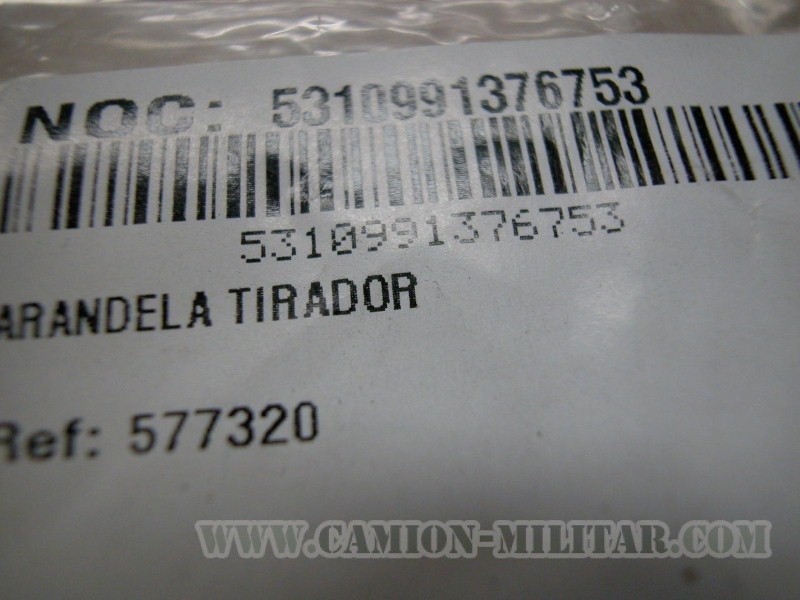 NOC: 5310991376753
5310991376753
ARANDELA TIRADOR
Ref: 577320
WWW.CAMION-MILITAR.COM